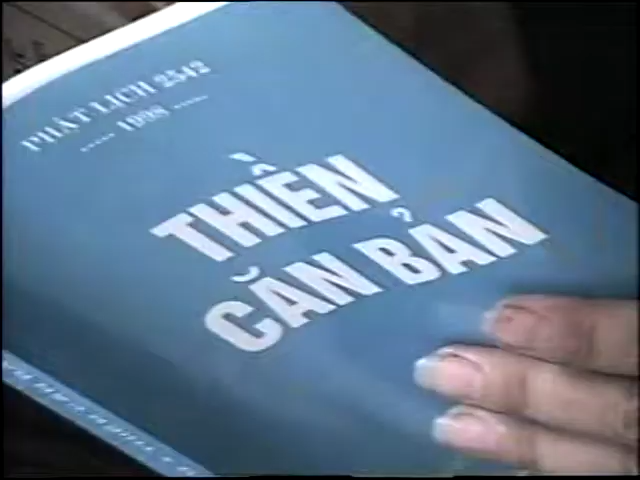 PHẬT LỊCH 2542
..... 1998 .....
THIỀN
CĂN BẢN